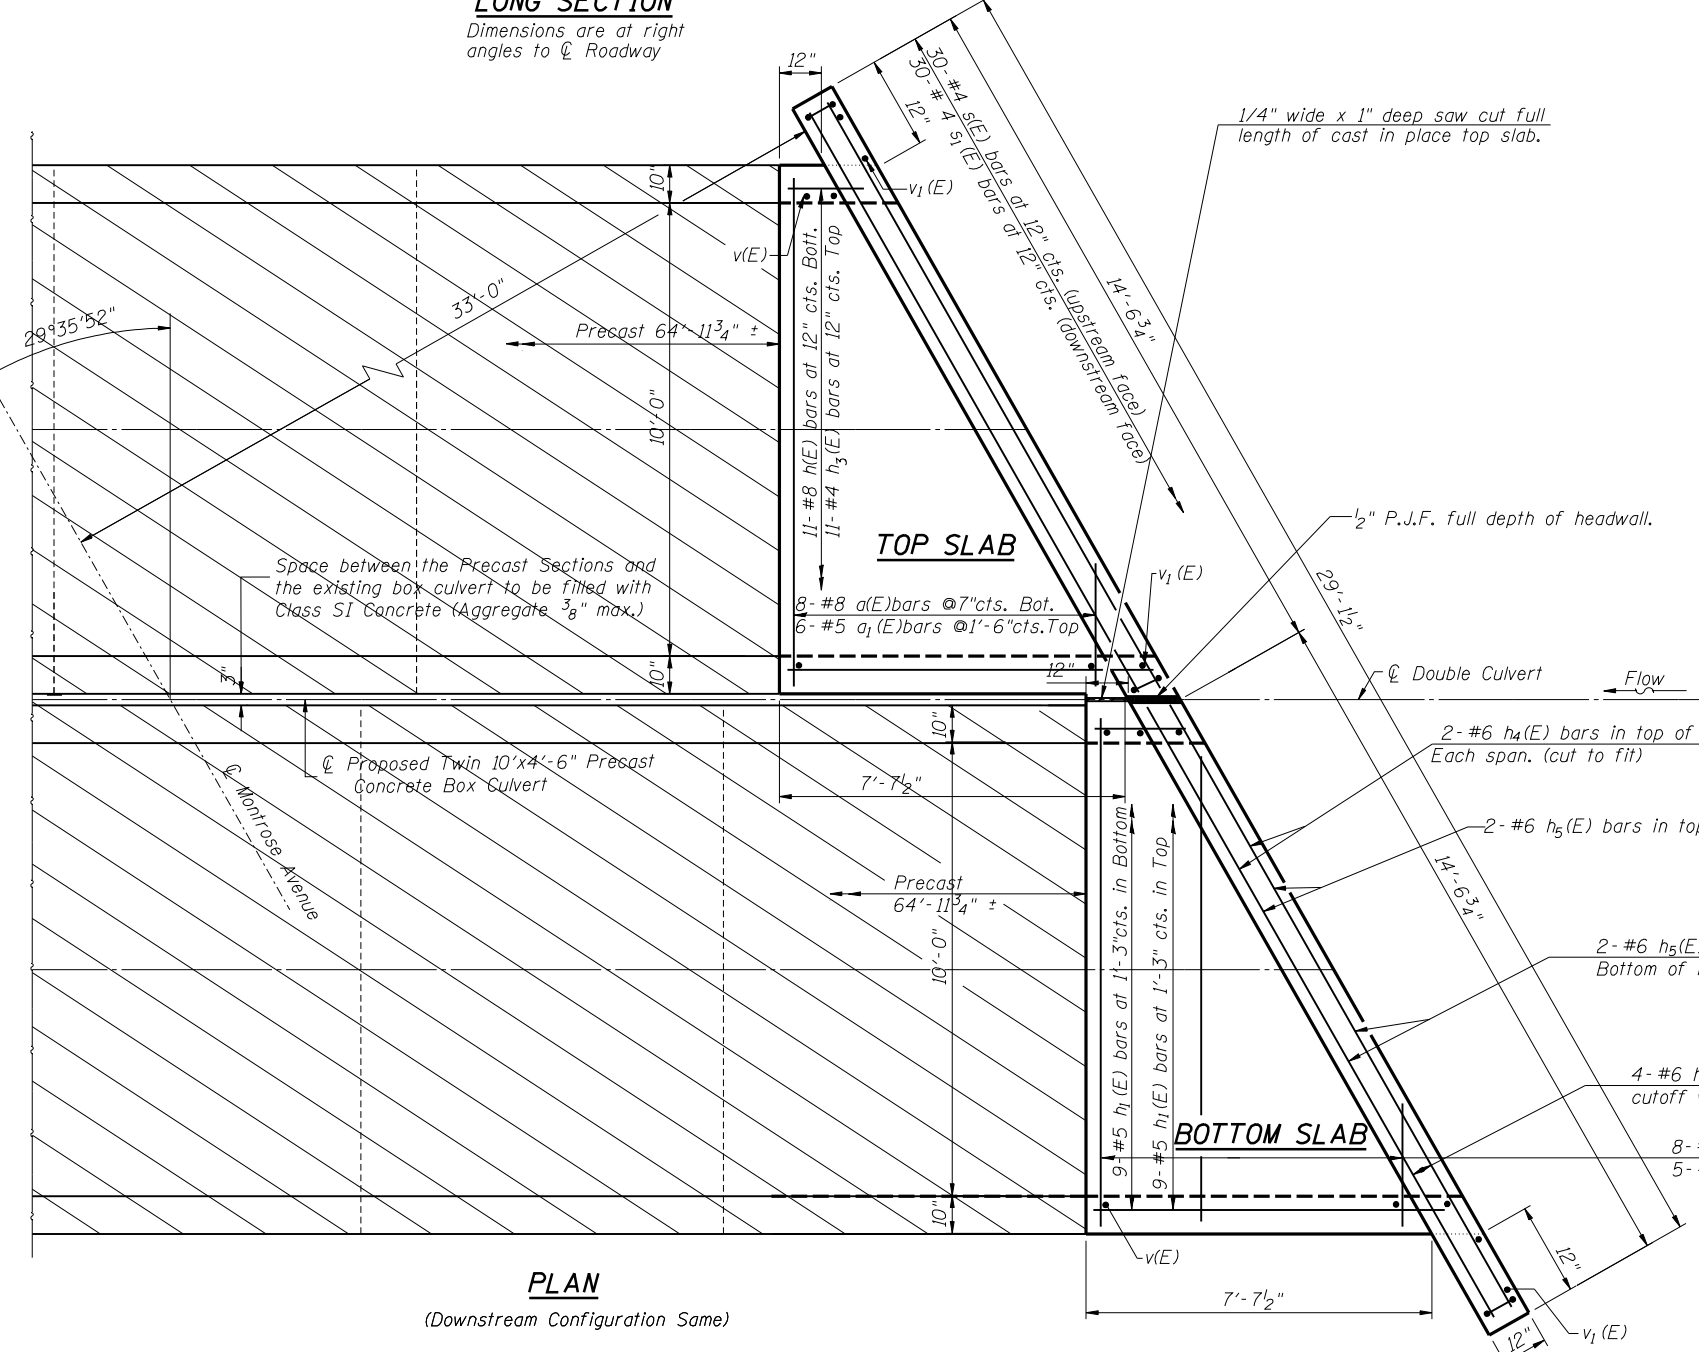 LONG SECTION
Dimensions are at right
angles to ℄ Roadway
12"
30-#4 s(E) bars at 12" cts. (upstream face)
30-# 4 s₁(E) bars at 12" cts. (downstream face)
12"
1/4" wide x 1" deep saw cut full
length of cast in place top slab.
10"
v₁(E)
v(E)
33'-0"
29°35'52"
Precast 64'-11¾" ±
11-#8 h(E) bars at 12" cts. Bott.
11-#4 h₃(E) bars at 12" cts. Top
14'-6¾"
10'-0"
½" P.J.F. full depth of headwall.
TOP SLAB
Space between the Precast Sections and
the existing box culvert to be filled with
Class SI Concrete (Aggregate ⅜" max.)
v₁(E)
8-#8 a(E)bars @7"cts. Bot.
6-#5 a₁(E)bars @1'-6"cts.Top
29'-1½"
3"
10"
12"
℄ Double Culvert
Flow
10"
2-#6 h₄(E) bars in top of
Each span. (cut to fit)
℄ Proposed Twin 10'x4'-6" Precast
Concrete Box Culvert
7'-7½"
℄ Montrose Avenue
2-#6 h₅(E) bars in top
Precast
64'-11¾" ±
14'-6¾"
10'-0"
9-#5 h₁(E) bars at 1'-3"cts. in Bottom
9-#5 h₁(E) bars at 1'-3" cts. in Top
2-#6 h₅(E
Bottom of
4-#6 h
cutoff
BOTTOM SLAB
8-
5-
10"
v(E)
12"
PLAN
(Downstream Configuration Same)
7'-7½"
v₁(E)
12"